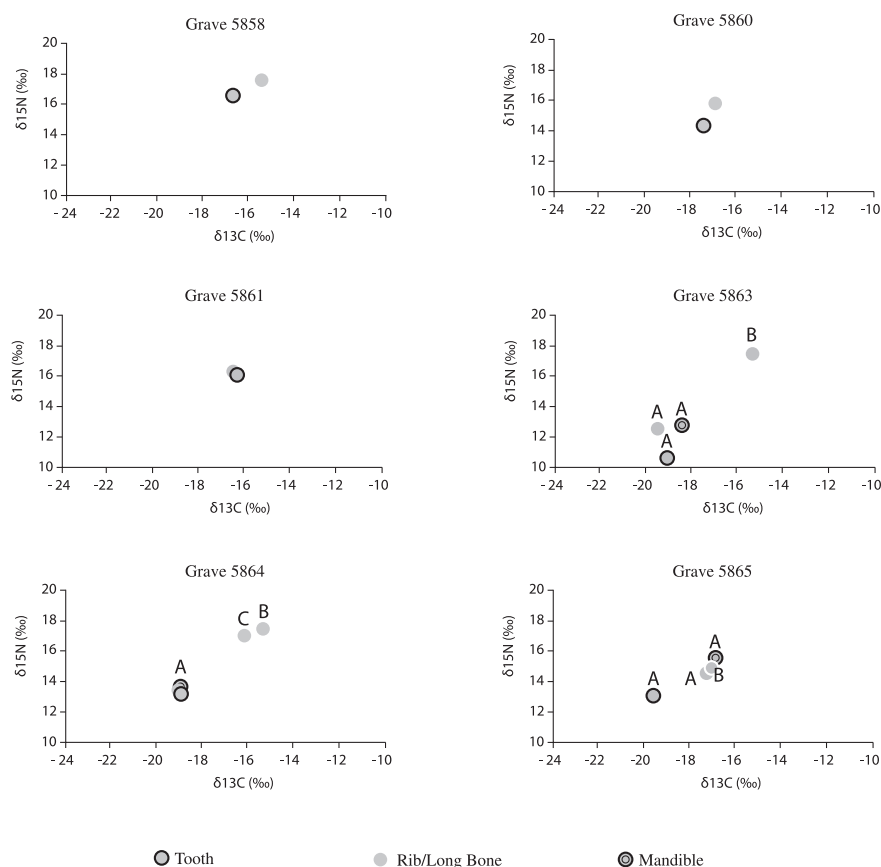 Grave 5858
20
18
16
14
12
10
δ15N (‰)
- 24 -22 -20 -18 -16 -14 -12 -10
δ13C (‰)
Grave 5860
20
18
16
14
12
10
δ15N (‰)
- 24 -22 -20 -18 -16 -14 -12 -10
δ13C (‰)
Grave 5861
20
18
16
14
12
10
δ15N (‰)
- 24 -22 -20 -18 -16 -14 -12 -10
δ13C (‰)
Grave 5863
20
18
16
14
12
10
δ15N (‰)
B
A A
A
- 24 -22 -20 -18 -16 -14 -12 -10
δ13C (‰)
Grave 5864
20
18
16
14
12
10
δ15N (‰)
C B
A
- 24 -22 -20 -18 -16 -14 -12 -10
δ13C (‰)
Grave 5865
20
18
16
14
12
10
δ15N (‰)
A
A A B
- 24 -22 -20 -18 -16 -14 -12 -10
δ13C (‰)
Tooth Rib/Long Bone Mandible